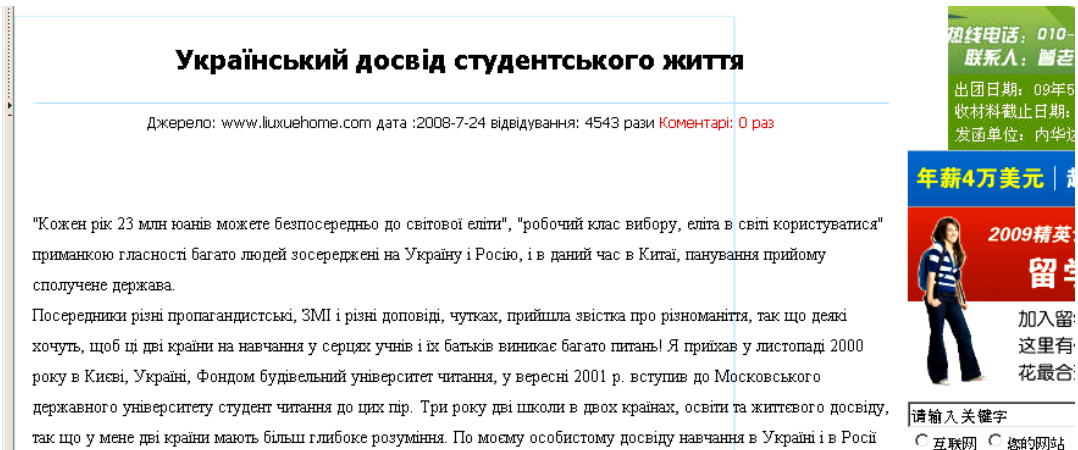 Український досвід студентського життя
Джерело: www.liuxuehome.com дата :2008-7-24 відвідування: 4543 рази Коментарі: 0 раз
"Кожен рік 23 млн юанів можете безпосередньо до світової еліти", "робочий клас вибору, еліта в світі користуватися"
приманкою гласності багато людей зосереджені на Україну і Росію, і в даний час в Китаї, панування прийому
сполучене держава.
Посередники різні пропагандистські, ЗМІ і різні доповіді, чутках, прийшла звістка про різноманіття, так що деякі
хочуть, щоб ці дві країни на навчання у серцях учнів і їх батьків виникає багато питань! Я приїхав у листопаді 2000
року в Києві, Україні, Фондом будівельний університет читання, у вересні 2001 р. вступив до Московського
державного університету студент читання до цих пір. Три року дві школи в двох країнах, освіти та життєвого досвіду,
так що у мене дві країни мають більш глибоке розуміння. По моєму особистому досвіду навчання в Україні і в Росії
热线电话：010-
联系人：曾老
出团日期：09年5
收材料截止日期：
发函单位：内华达
年薪4万美元
2009精英
留学
加入留
这里有
花最合
请输入关键字
互联网 您的网站